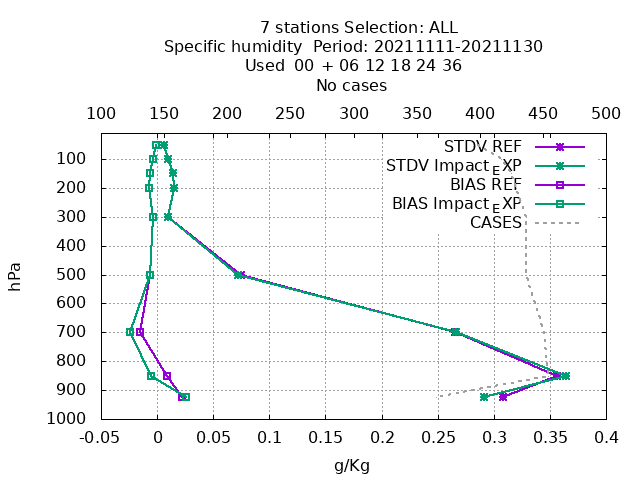 7 stations Selection: ALL
Specific humidity  Period: 20211111-20211130
Used  00 + 06 12 18 24 36
No cases
100 150 200 250 300 350 400 450 500
STDV REF
STDV Impact_EXP
BIAS REF
BIAS Impact_EXP
CASES
hPa
100
200
300
400
500
600
700
800
900
1000
-0.05 0 0.05 0.1 0.15 0.2 0.25 0.3 0.35 0.4
g/Kg